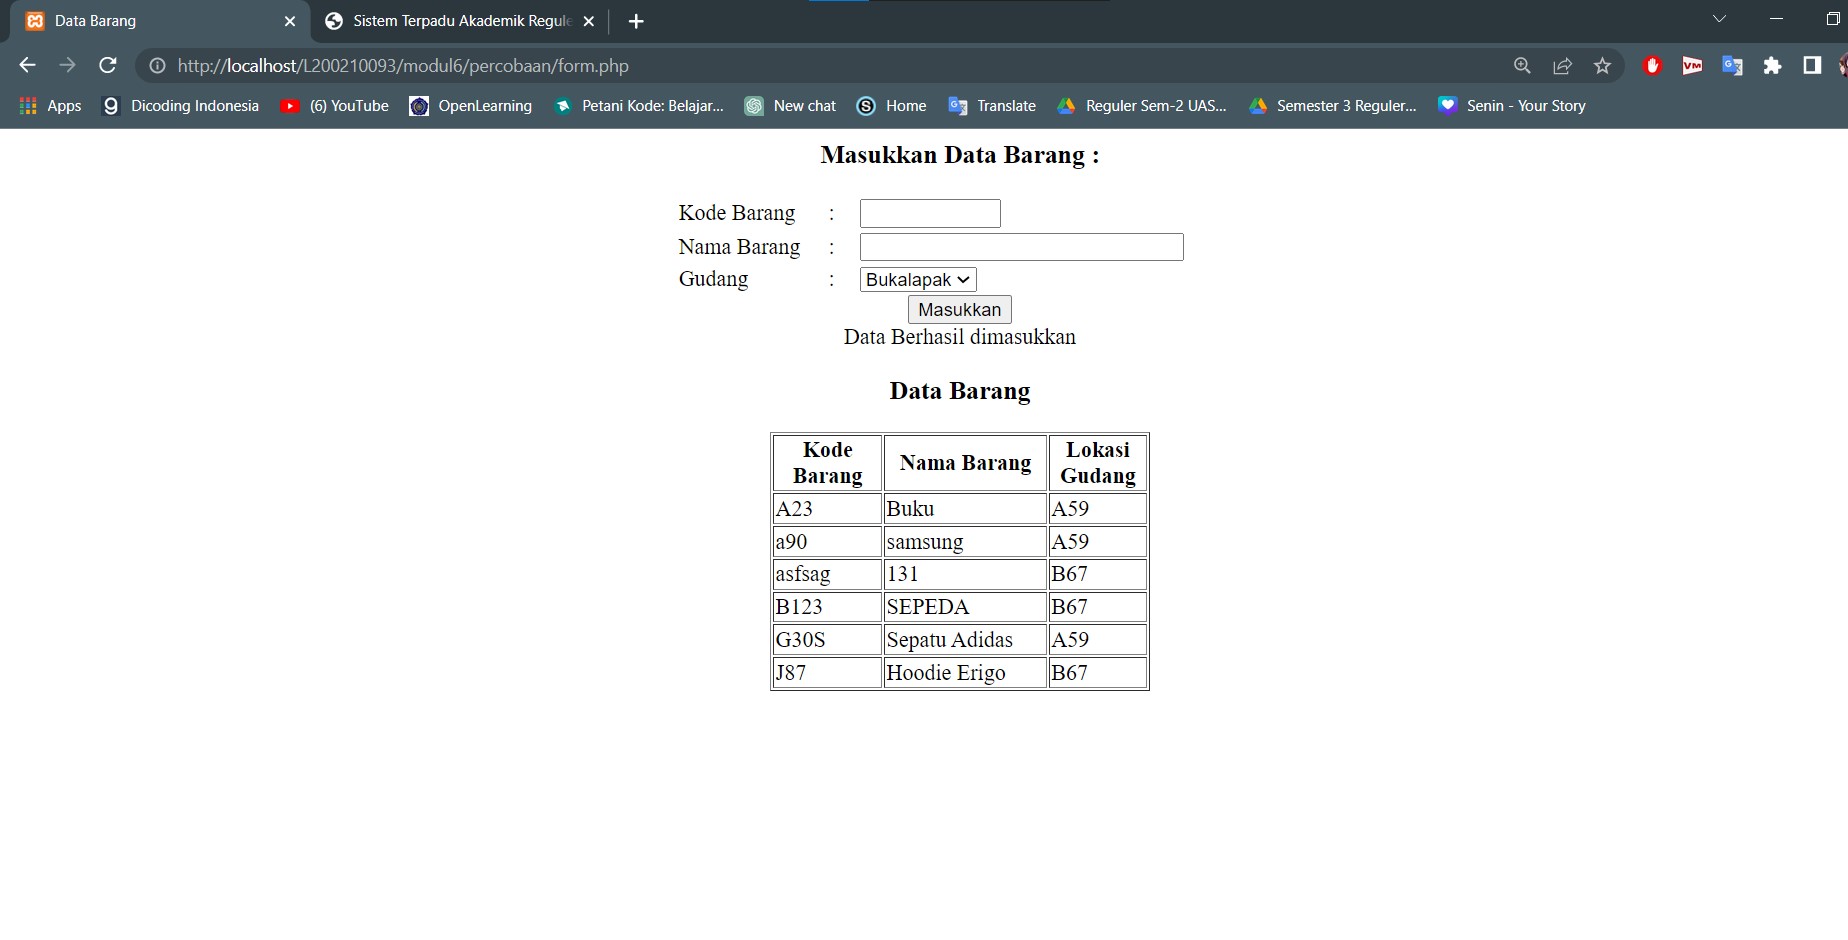 Data Barang
Sistem Terpadu Akademik Regule
http://localhost/L200210093/modul6/percobaan/form.php
Apps Dicoding Indonesia (6) YouTube OpenLearning Petani Kode: Belajar... New chat Home Translate Reguler Sem-2 UAS... Semester 3 Reguler... Senin - Your Story
Masukkan Data Barang :
Kode Barang :
Nama Barang :
Gudang : Bukalapak
Masukkan
Data Berhasil dimasukkan
Data Barang
Kode Barang Nama Barang Lokasi Gudang
A23 Buku A59
a90 samsung A59
asfsag 131 B67
B123 SEPEDA B67
G30S Sepatu Adidas A59
J87 Hoodie Erigo B67